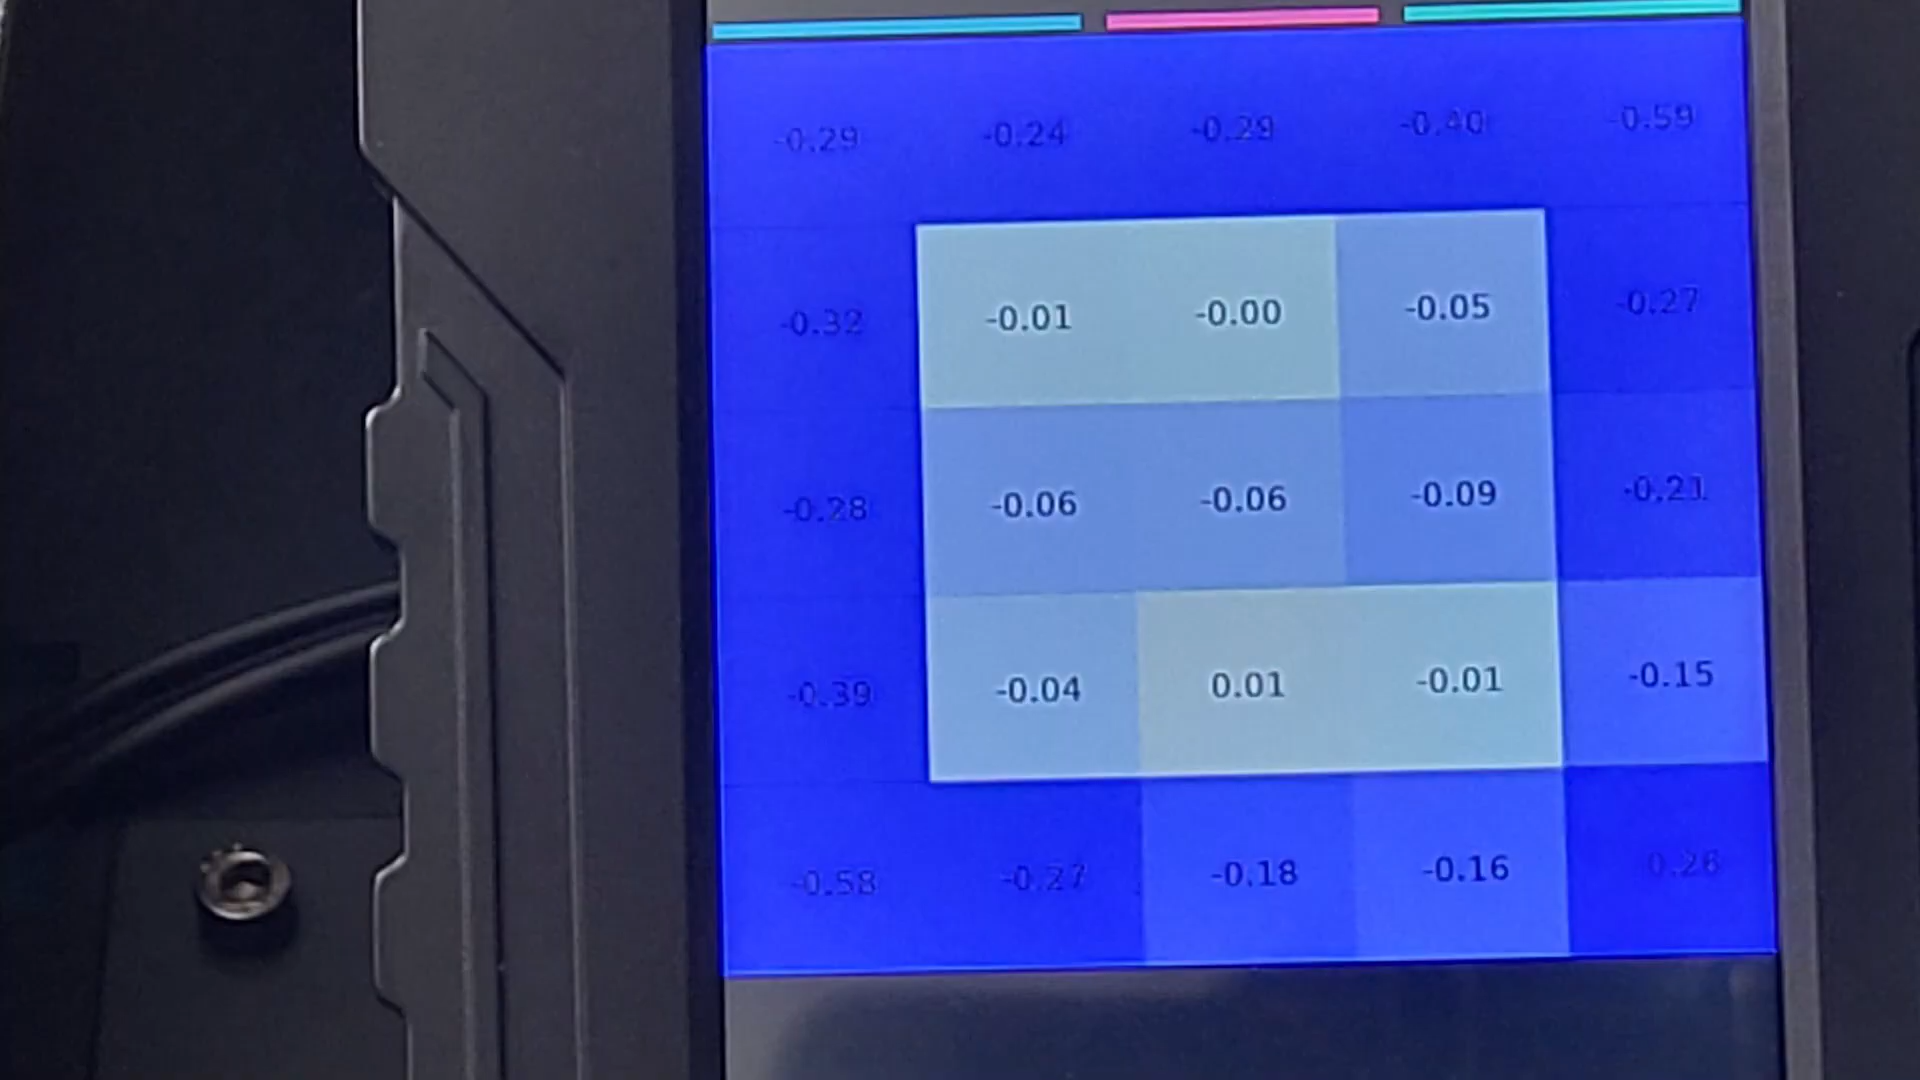 -0.29 -0.24 -0.29 -0.40 -0.59
-0.32 -0.01 -0.00 -0.05 -0.27
-0.28 -0.06 -0.06 -0.09 -0.21
-0.39 -0.04 0.01 -0.01 -0.15
-0.58 -0.27 -0.18 -0.16